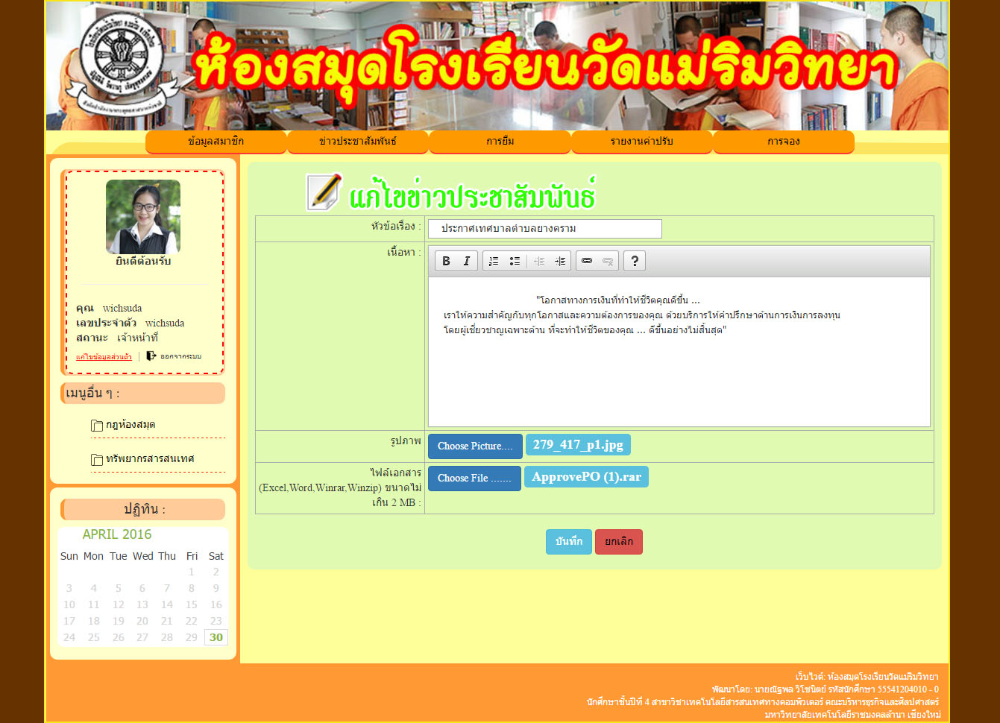 ห้องสมุดโรงเรียนวัดแม่ริมวิทยา
ข้อมูลสมาชิก ข่าวประชาสัมพันธ์ การยืม รายงานค่าปรับ การจอง
ยินดีต้อนรับ
คุณ wichsuda
เลขประจำตัว wichsuda
สถานะ เจ้าหน้าที่
แก้ไขข้อมูลส่วนตัว ออกจากระบบ
เมนูอื่น ๆ :
กฎห้องสมุด
ทรัพยากรสารสนเทศ
ปฏิทิน :
APRIL 2016
Sun Mon Tue Wed Thu Fri Sat
1 2
3 4 5 6 7 8 9
10 11 12 13 14 15 16
17 18 19 20 21 22 23
24 25 26 27 28 29 30
แก้ไขข่าวประชาสัมพันธ์
หัวข้อเรื่อง : ประกาศเทศบาลตำบลยางคราม
เนื้อหา :
B I ?
"โอกาสทางการเงินที่ทำให้ชีวิตคุณดีขึ้น ...
เราให้ความสำคัญกับทุกโอกาสและความต้องการของคุณ ด้วยบริการให้คำปรึกษาด้านการเงินการลงทุน
โดยผู้เชี่ยวชาญเฉพาะด้าน ที่จะทำให้ชีวิตของคุณ ... ดีขึ้นอย่างไม่สิ้นสุด"
รูปภาพ Choose Picture.... 279_417_p1.jpg
ไฟล์เอกสาร Choose File ....... ApprovePO (1).rar
(Excel,Word,Winrar,Winzip) ขนาดไม่
เกิน 2 MB :
บันทึก ยกเลิก
เว็บไวต์: ห้องสมุดโรงเรียนวัดแม่ริมวิทยา
พัฒนาโดย: นายณัฐพล วิโชนิตย์ รหัสนักศึกษา 55541204010 - 0
นักศึกษาชั้นปีที่ 4 สาขาวิชาเทคโนโลยีสารสนเทศทางคอมพิวเตอร์ คณะบริหารธุรกิจและศิลปศาสตร์
มหาวิทยาลัยเทคโนโลยีราชมงคลล้านา เชียงใหม่